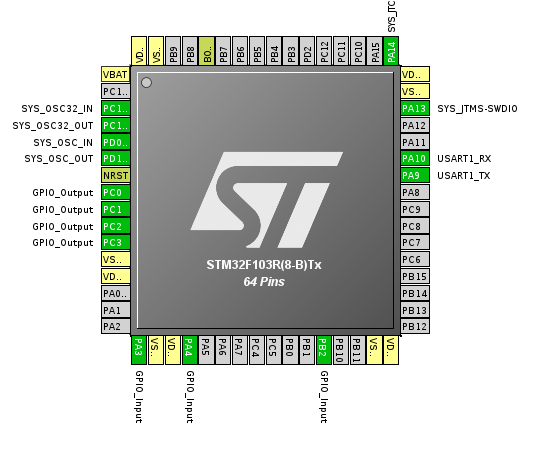 SYS_JTC
VD.. VS.. PB9 PB8 BO.. PB7 PB6 PB5 PB4 PB3 PD2 PC12 PC11 PC10 PA15 PA14
VBAT
PC1..
SYS_OSC32_IN PC1..
SYS_OSC32_OUT PC1..
SYS_OSC_IN PD0..
SYS_OSC_OUT PD1..
NRST
GPIO_Output PC0
GPIO_Output PC1
GPIO_Output PC2
GPIO_Output PC3
VS..
VD..
PA0..
PA1
PA2
ST
STM32F103R(8-B)Tx
64 Pins
VD..
VS..
PA13 SYS_JTMS-SWDIO
PA12
PA11
PA10 USART1_RX
PA9 USART1_TX
PA8
PC9
PC8
PC7
PC6
PB15
PB14
PB13
PB12
PA3 VS.. VD.. PA4 PA5 PA6 PA7 PC4 PC5 PB0 PB1 PB2 PB10 PB11 VS.. VD..
GPIO_Input GPIO_Input GPIO_Input